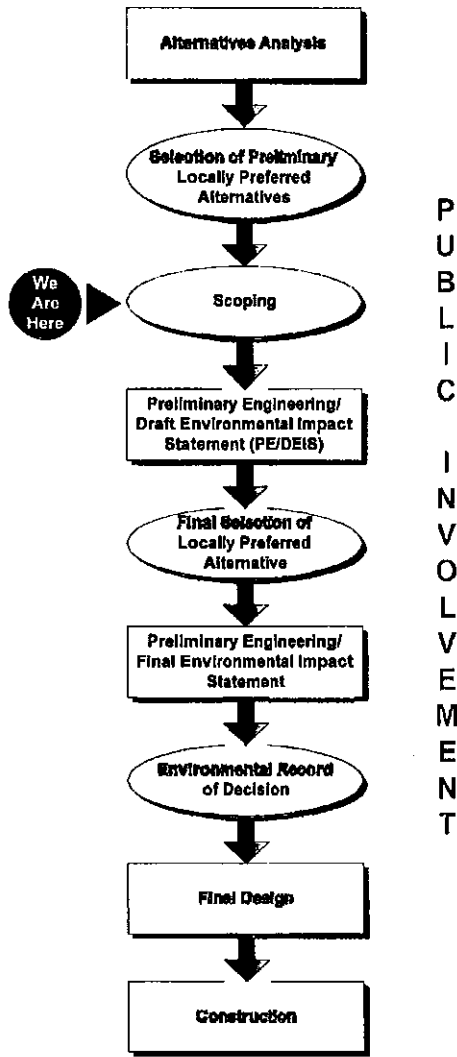 Alternatives Analysis
Selection of Preliminary
Locally Preferred
Alternatives
We
Are
Here
Scoping
Preliminary Engineering/
Draft Environmental Impact
Statement (PE/DEIS)
Final Selection of
Locally Preferred
Alternative
Preliminary Engineering/
Final Environmental Impact
Statement
Environmental Record
of Decision
Final Design
Construction
PUBLIC INVOLVEMENT